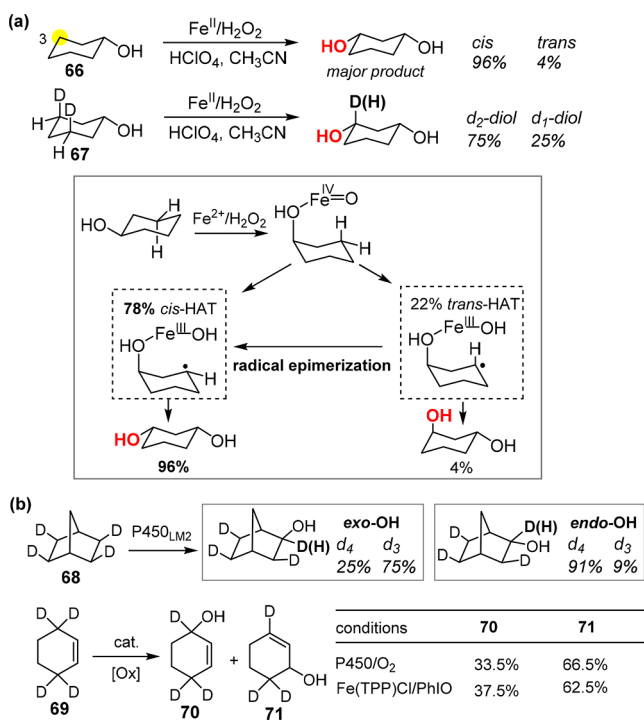 (a)
3
OH
66
Fe^II/H2O2
HClO4, CH3CN
HO
OH
major product
cis trans
96% 4%
D
H
D
OH
H
67
Fe^II/H2O2
HClO4, CH3CN
D(H)
HO
OH
d2-diol d1-diol
75% 25%
HO
H
H
Fe2+/H2O2
IV
Fe=O
HO
H
H
78% cis-HAT
III
Fe-OH
HO
H
radical epimerization
22% trans-HAT
III
Fe-OH
HO
H
HO
OH
96%
OH
OH
4%
(b)
D
D
D
D
68
P450LM2
D
OH
D(H)
D
D
exo-OH
d4 d3
25% 75%
D
D(H)
OH
D
D
endo-OH
d4 d3
91% 9%
D D
D D
69
cat.
[Ox]
D OH
D D
70
+
D
OH
D D
71
conditions 70 71
P450/O2 33.5% 66.5%
Fe(TPP)Cl/PhIO 37.5% 62.5%